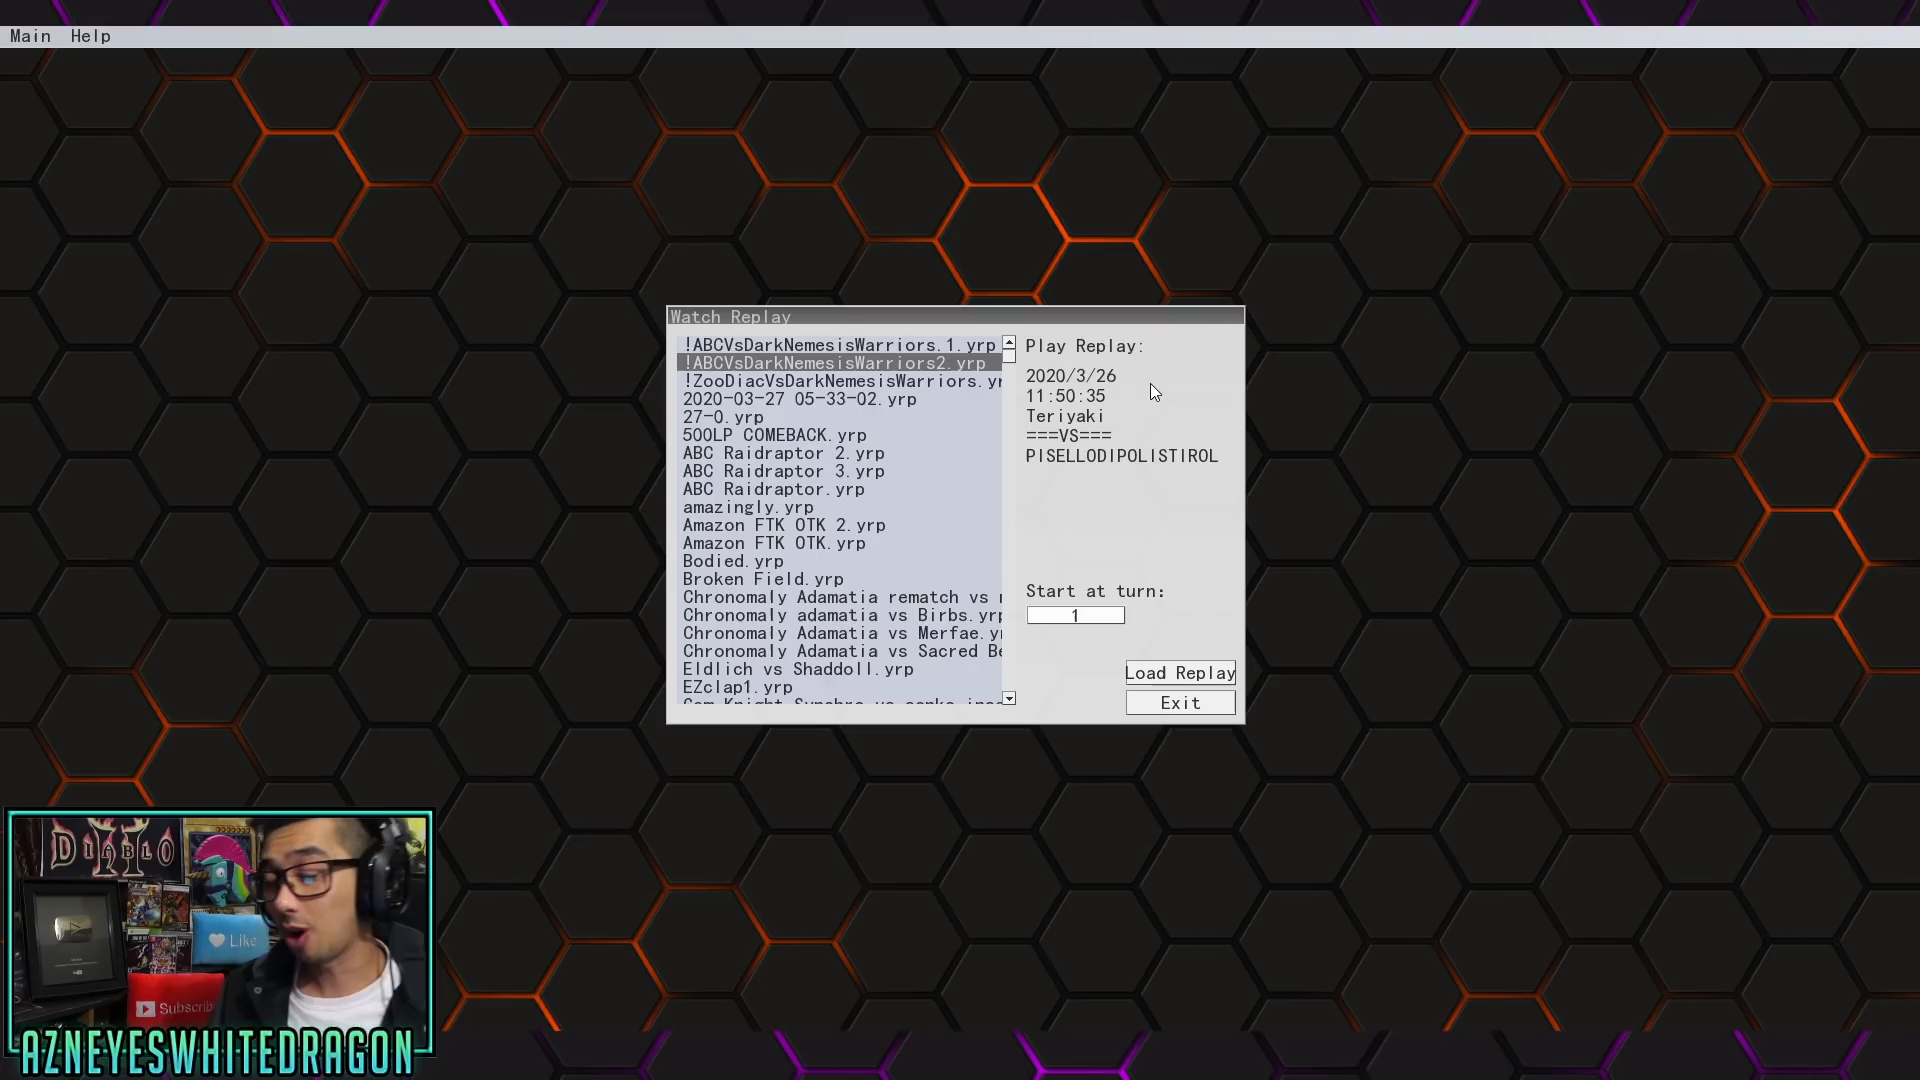 Main Help
Watch Replay
!ABCVsDarkNemesisWarriors.1.yrp
!ABCVsDarkNemesisWarriors2.yrp
!ZooDiacVsDarkNemesisWarriors.yr
2020-03-27 05-33-02.yrp
27-0.yrp
500LP COMEBACK.yrp
ABC Raidraptor 2.yrp
ABC Raidraptor 3.yrp
ABC Raidraptor.yrp
amazingly.yrp
Amazon FTK OTK 2.yrp
Amazon FTK OTK.yrp
Bodied.yrp
Broken Field.yrp
Chronomaly Adamatia rematch vs
Chronomaly adamatia vs Birbs.yrp
Chronomaly Adamatia vs Merfae.yr
Chronomaly Adamatia vs Sacred Be
Eldlich vs Shaddoll.yrp
EZclap1.yrp
Play Replay:
2020/3/26
11:50:35
Teriyaki
===VS===
PISELLODIPOLISTIROL
Start at turn:
1
Load Replay
Exit
DIABLO
II
Like
Subscrib
AZNEYESWHITEDRAGON